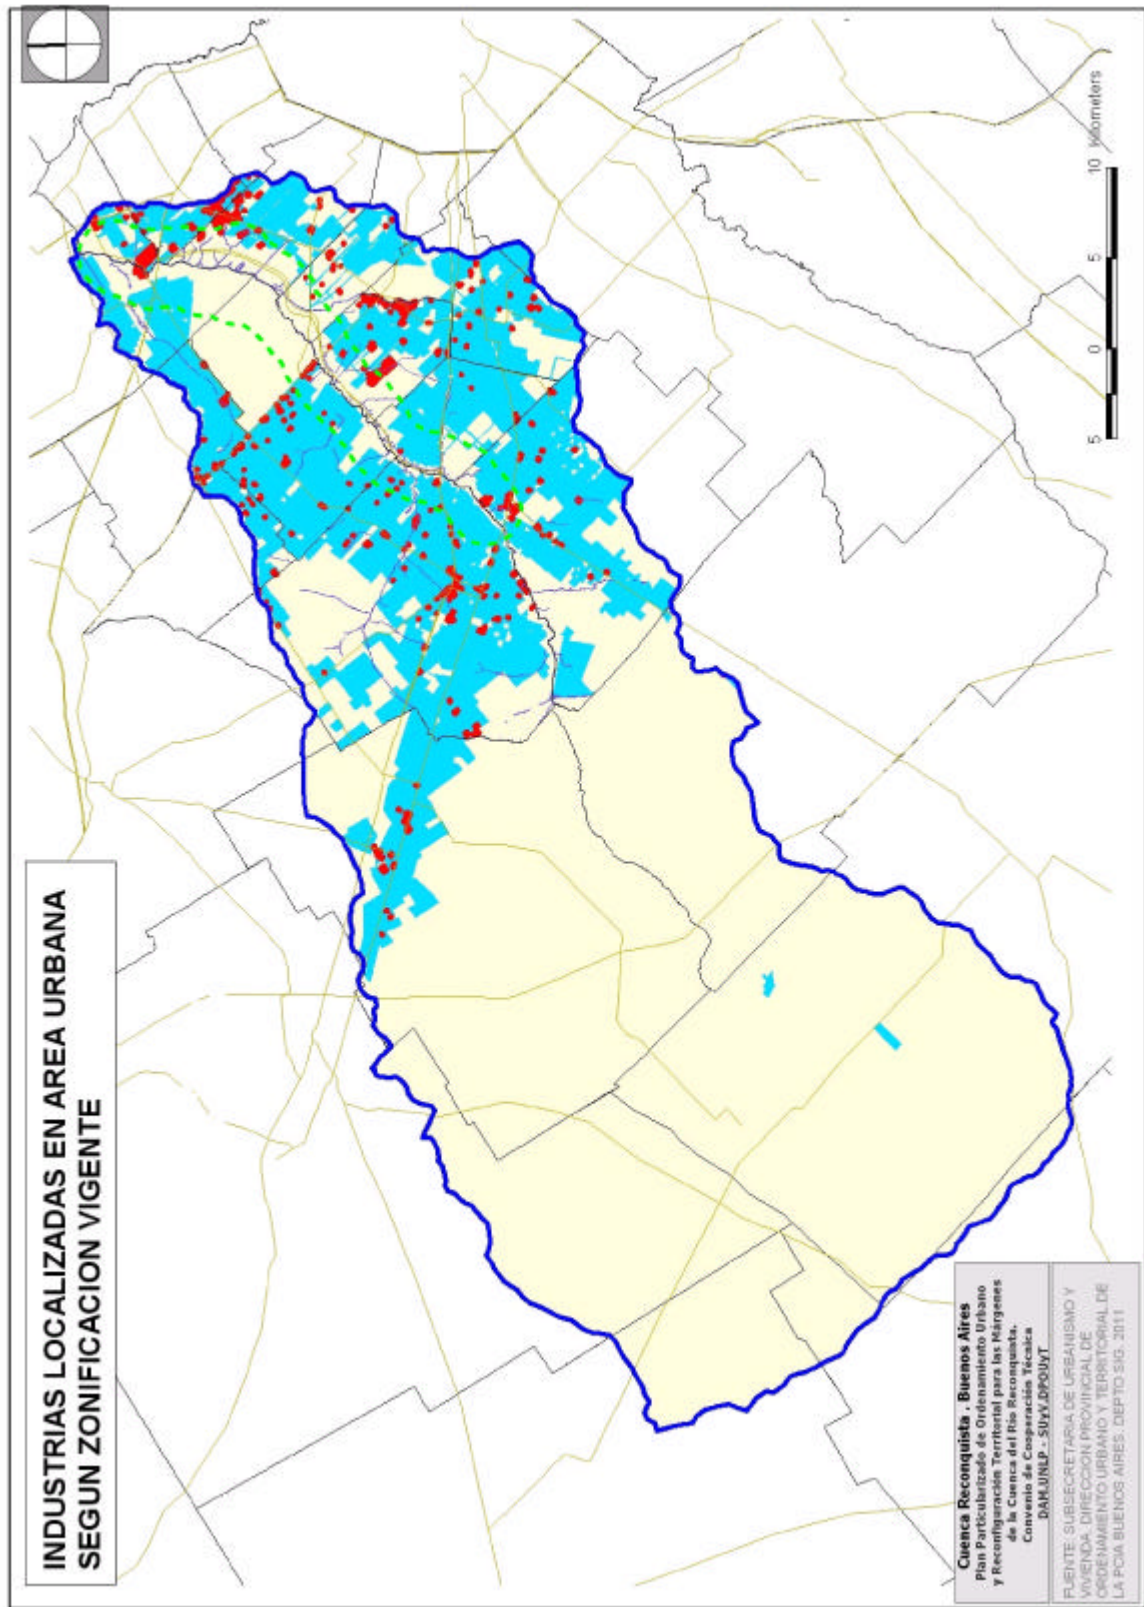 INDUSTRIAS LOCALIZADAS EN AREA URBANA
SEGUN ZONIFICACION VIGENTE
Cuenca Reconquista . Buenos Aires
Plan Particularizado de Ordenamiento Urbano
y Reconfiguración Territorial para las Márgenes
de la Cuenca del Río Reconquista.
Convenio de Cooperación Técnica
DAM.UNLP - SUyV.DPOUyT
FUENTE: SUBSECRETARIA DE URBANISMO Y
VIVIENDA. DIRECCION PROVINCIAL DE
ORDENAMIENTO URBANO Y TERRITORIAL DE
LA PCIA BUENOS AIRES. DEPTO SIG. 2011
5 0 5 10 Kilometers